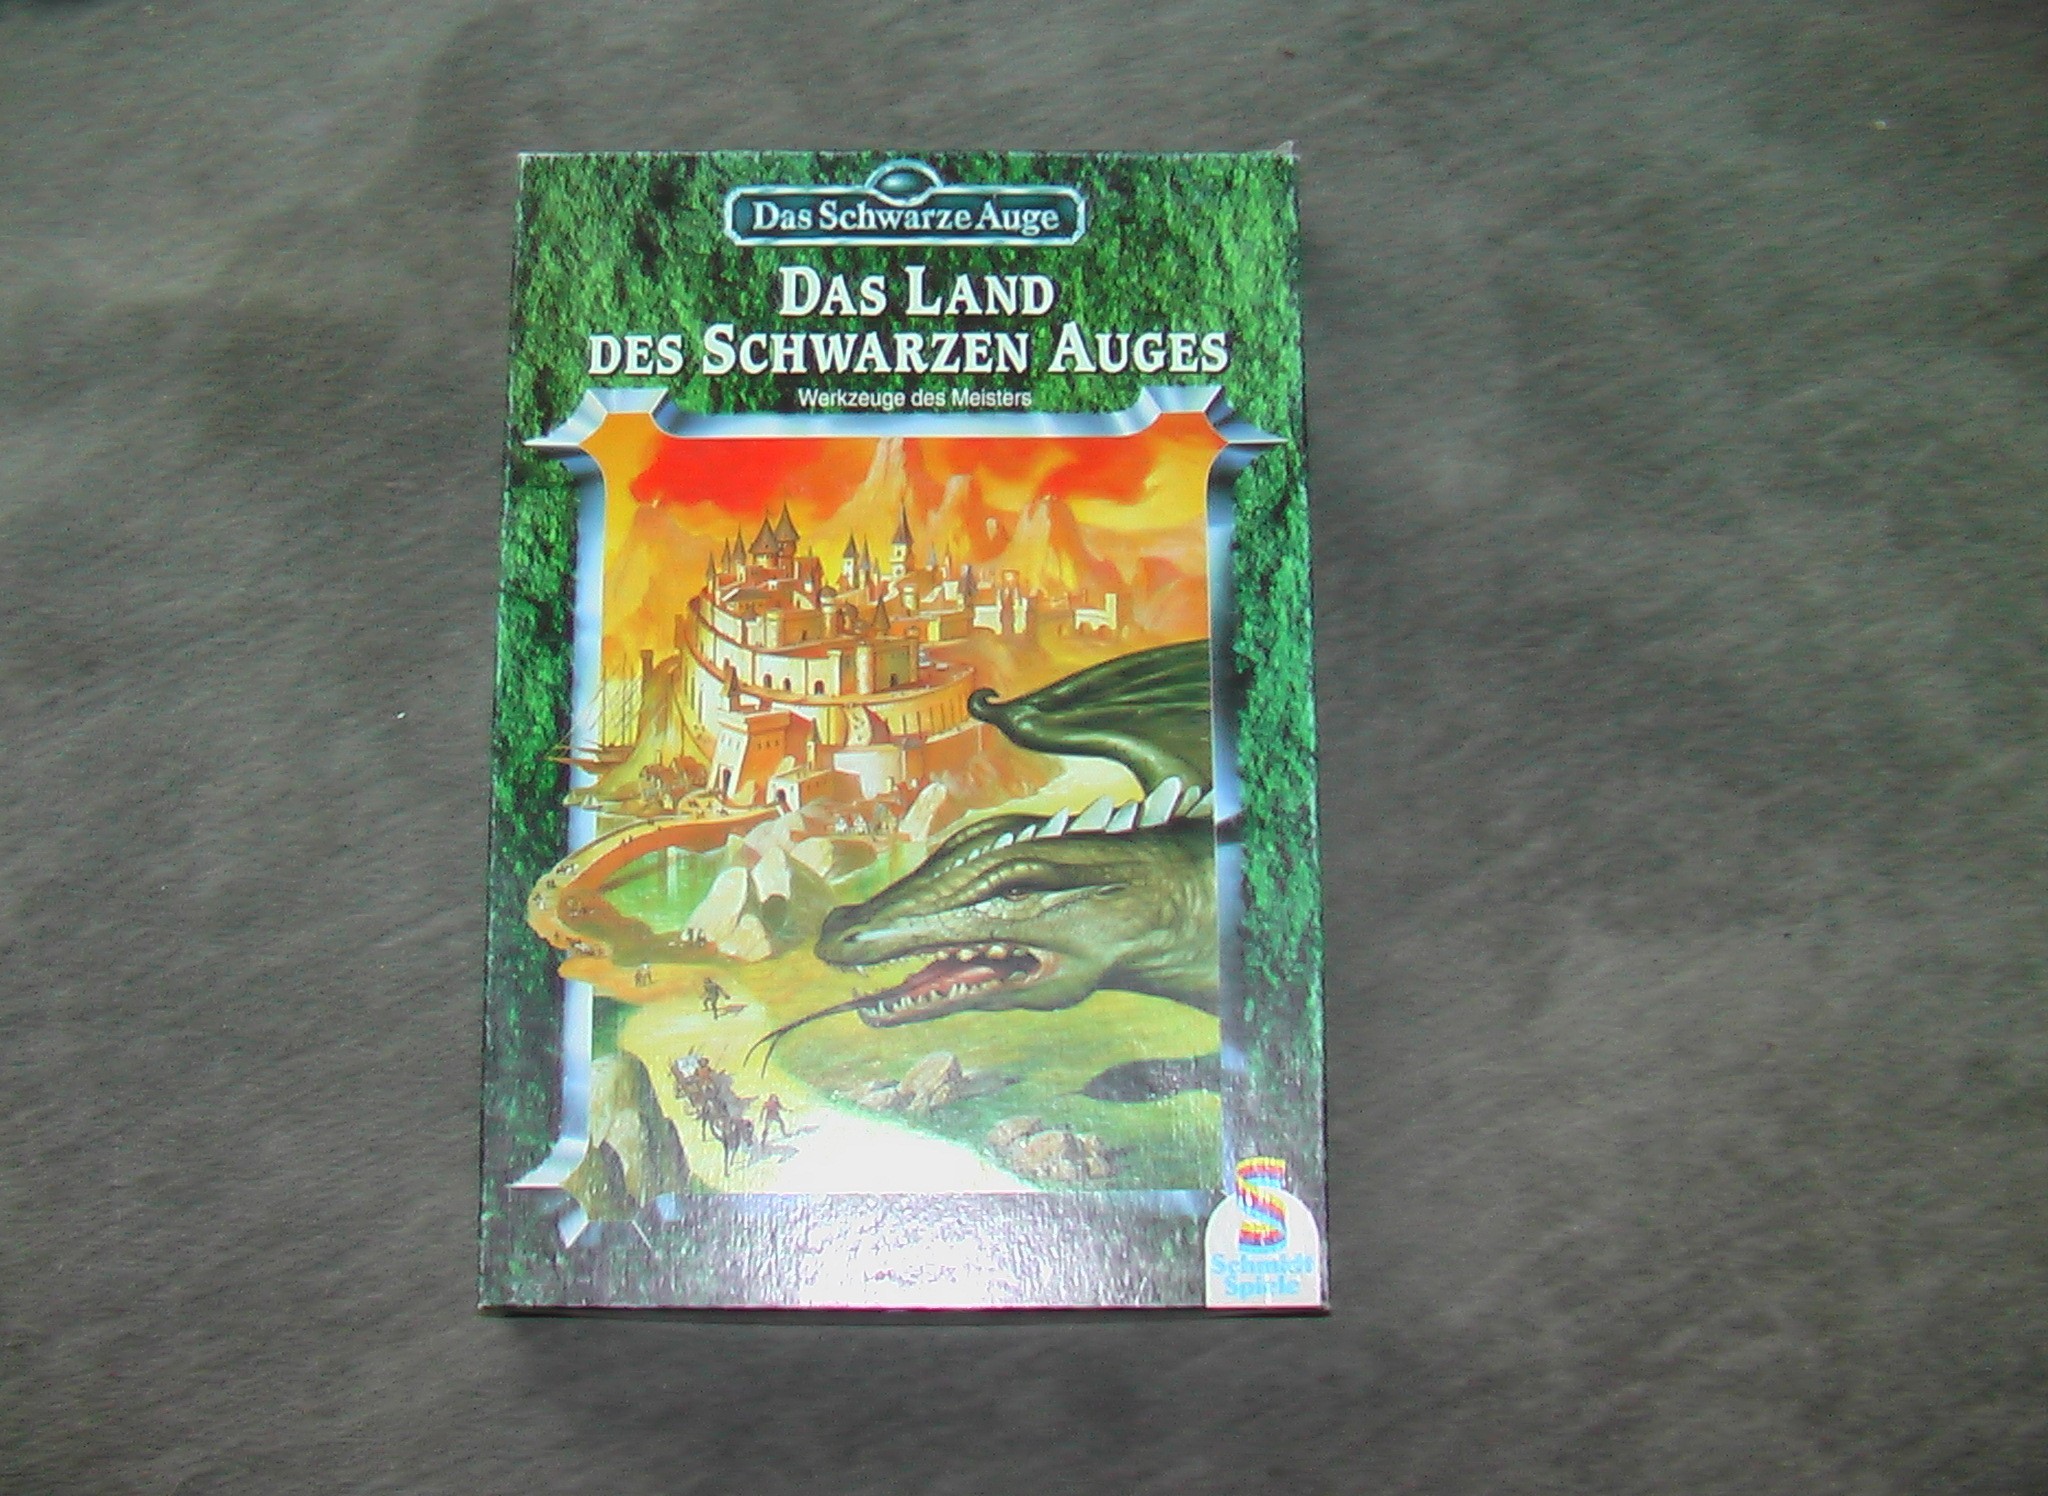 Das Schwarze Auge
DAS LAND
DES SCHWARZEN AUGES
Werkzeuge des Meisters
S
Schmidt
Spiele